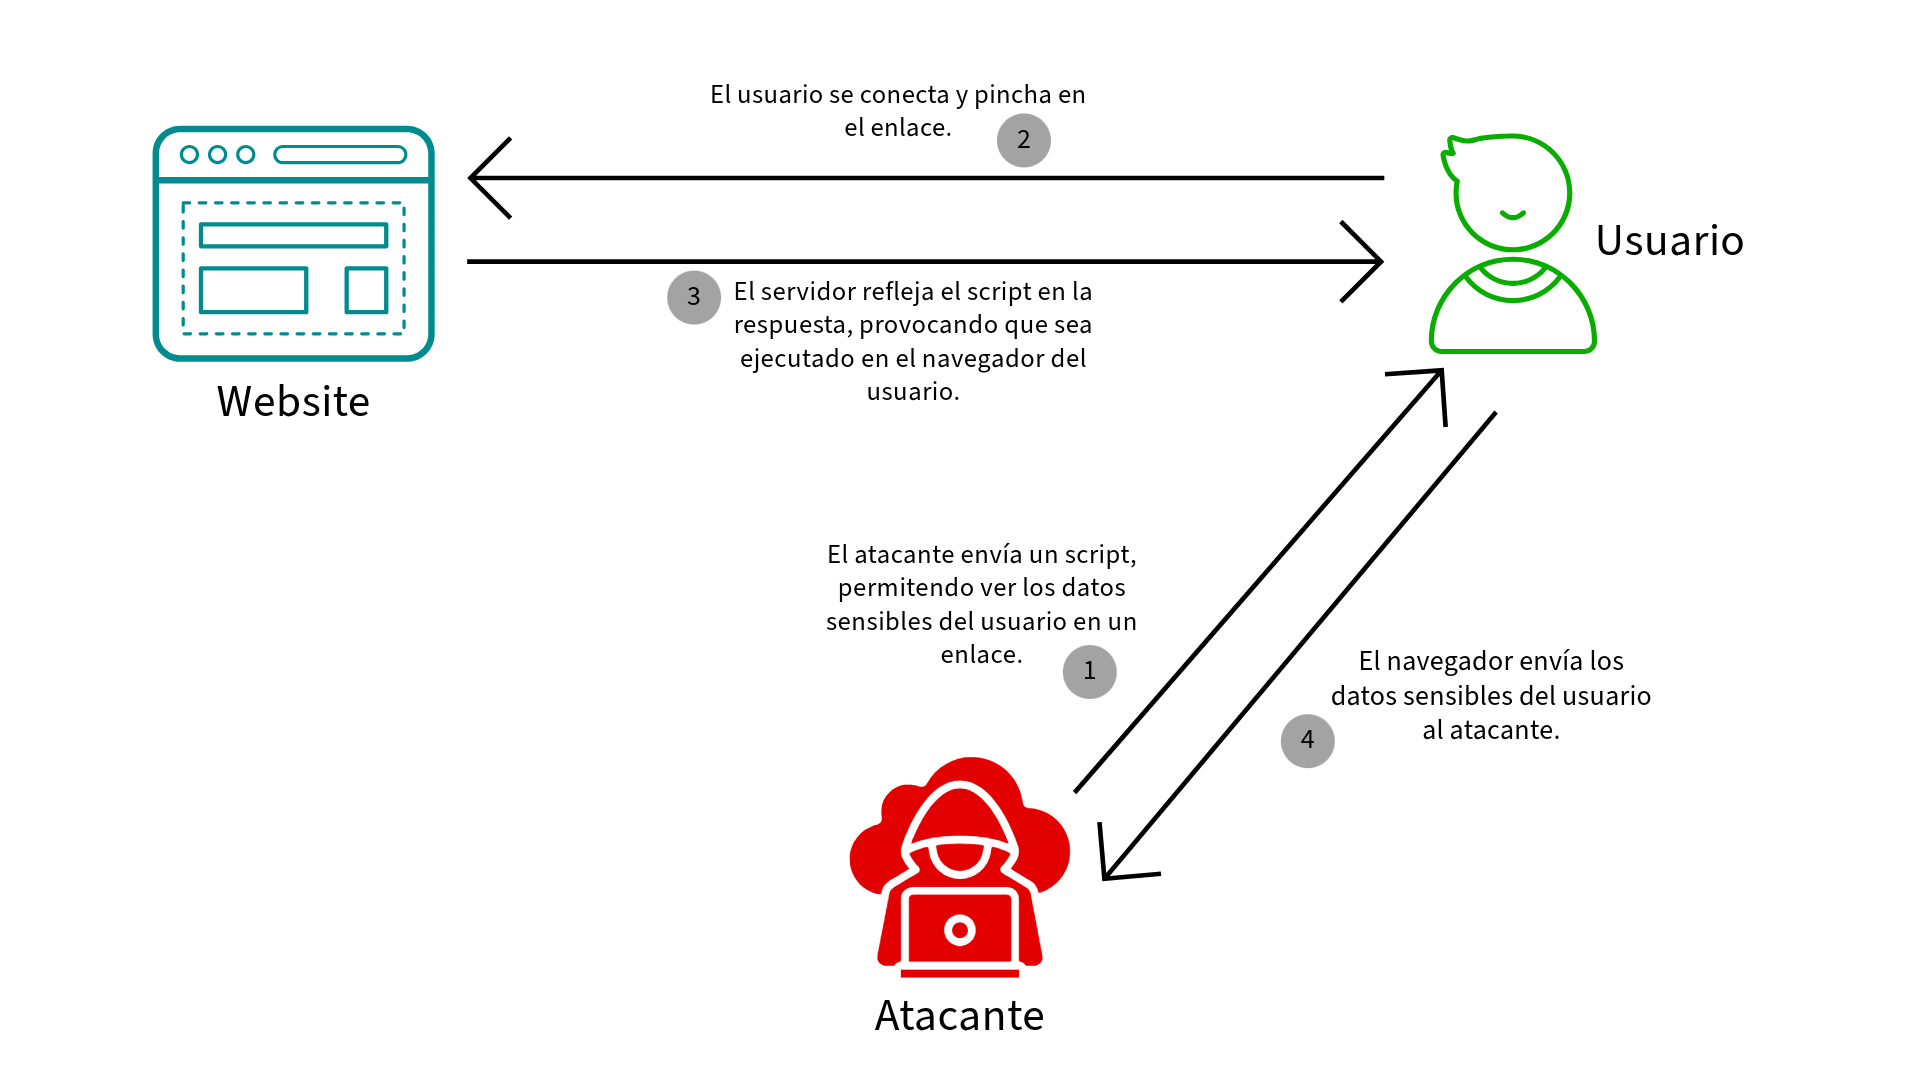 El usuario se conecta y pincha en
el enlace.
2
Usuario
3
El servidor refleja el script en la
respuesta, provocando que sea
ejecutado en el navegador del
usuario.
Website
El atacante envía un script,
permitendo ver los datos
sensibles del usuario en un
enlace.
1
El navegador envía los
datos sensibles del usuario
al atacante.
4
Atacante